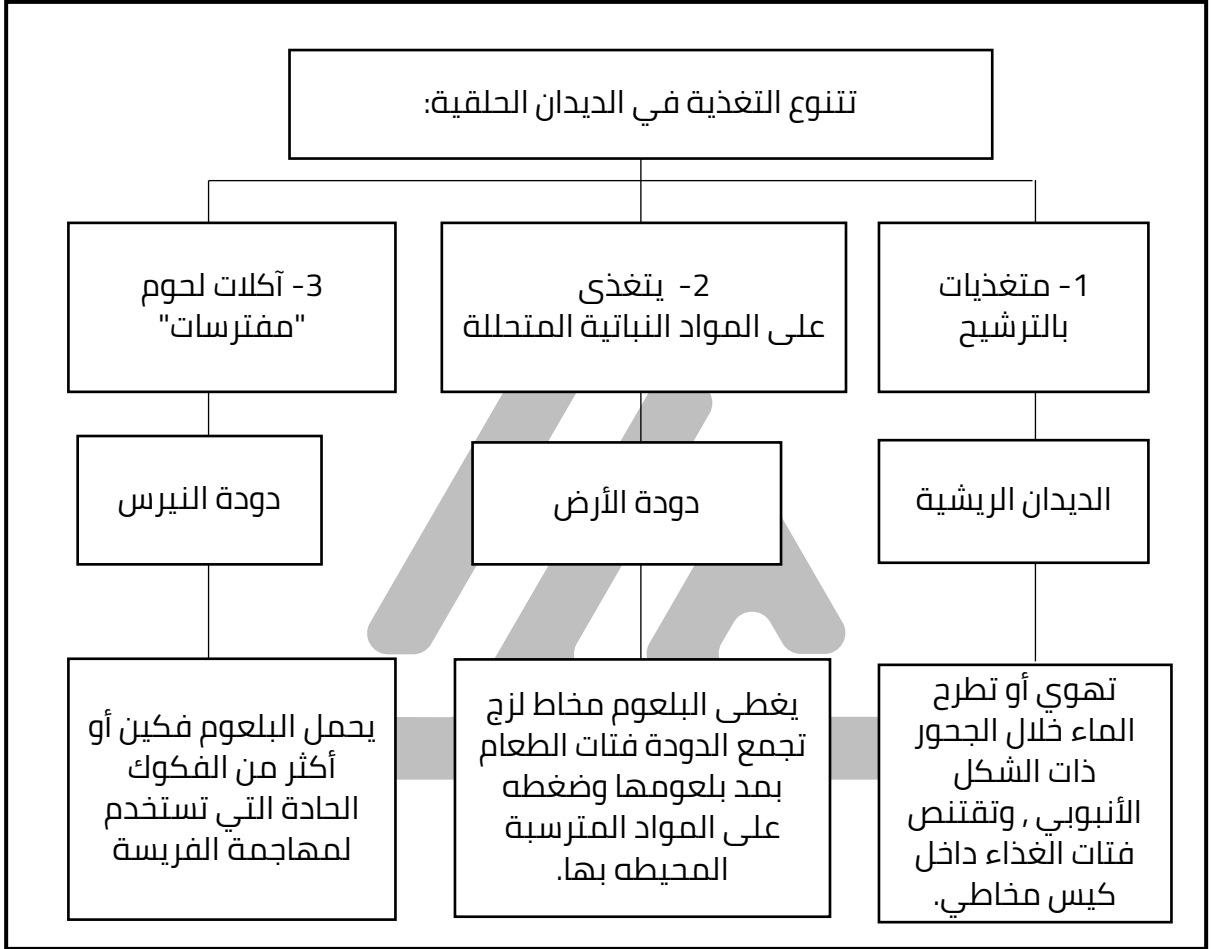 تتنوع التغذية في الديدان الحلقية:
1- متغذيات
بالترشيح
2- يتغذى
على المواد النباتية المتحللة
3- آكلات لحوم
"مفترسات"
الديدان الريشية
دودة الأرض
دودة النيرس
تهوي أو تطرح
الماء خلال الجحور
ذات الشكل
الأنبوبي , وتقتنص
فتات الغذاء داخل
كيس مخاطي.
يغطى البلعوم مخاط لزج
تجمع الدودة فتات الطعام
بمد بلعومها وضغطه
على المواد المترسبة
المحيطه بها.
يحمل البلعوم فكين أو
أكثر من الفكوك
الحادة التي تستخدم
لمهاجمة الفريسة